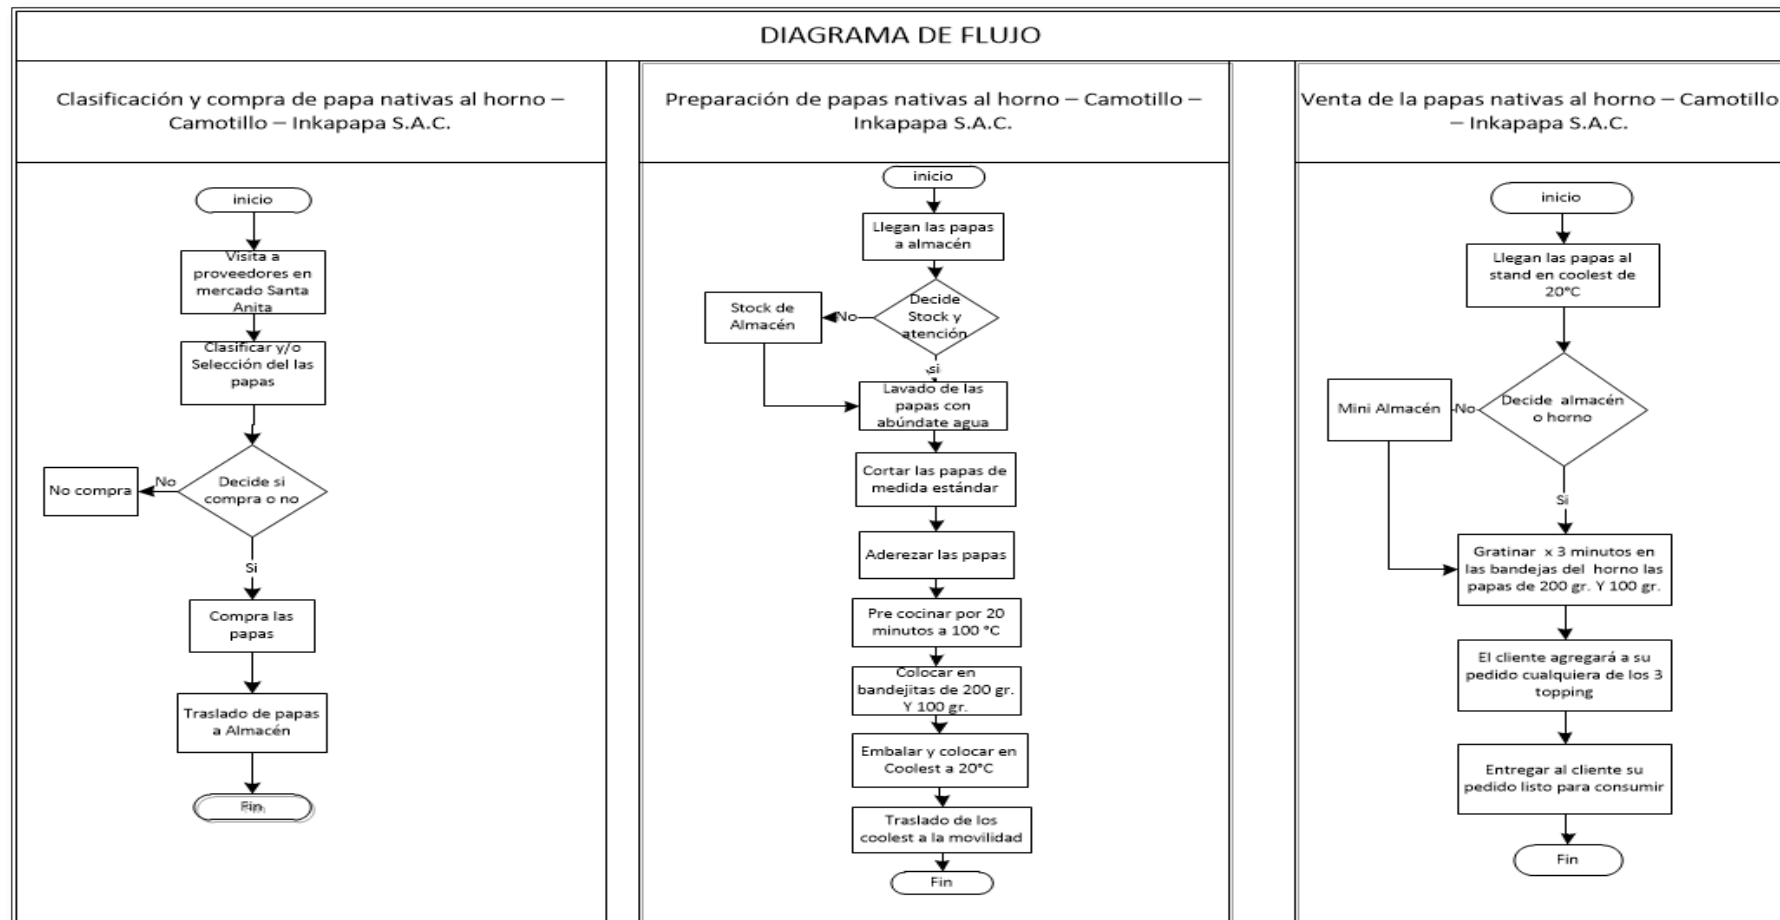 DIAGRAMA DE FLUJO
Clasificación y compra de papa nativas al horno –
Camotillo – Inkapapa S.A.C.
inicio
Visita a
proveedores en
mercado Santa
Anita
Clasificar y/o
Selección del las
papas
Decide si
compra o no
No
No compra
Si
Compra las
papas
Traslado de papas
a Almacén
Fin
Preparación de papas nativas al horno – Camotillo –
Inkapapa S.A.C.
inicio
Llegan las papas
a almacén
Decide
Stock y
atención
No
Stock de
Almacén
si
Lavado de las
papas con
abúndate agua
Cortar las papas de
medida estándar
Aderezar las papas
Pre cocinar por 20
minutos a 100 °C
Colocar en
bandejitas de 200 gr.
Y 100 gr.
Embalar y colocar en
Coolest a 20°C
Traslado de los
coolest a la movilidad
Fin
Venta de la papas nativas al horno – Camotillo
– Inkapapa S.A.C.
inicio
Llegan las papas al
stand en coolest de
20°C
Decide almacén
o horno
No
Mini Almacén
Si
Gratinar x 3 minutos en
las bandejas del horno las
papas de 200 gr. Y 100 gr.
El cliente agregará a su
pedido cualquiera de los 3
topping
Entregar al cliente su
pedido listo para consumir
Fin